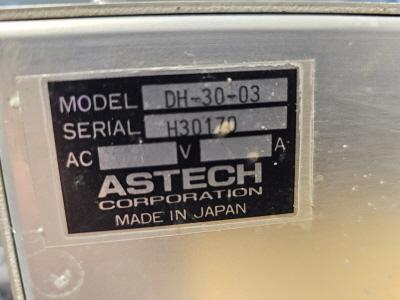 MODEL DH-30-03
SERIAL H30170
AC V A
ASTECH
CORPORATION
MADE IN JAPAN